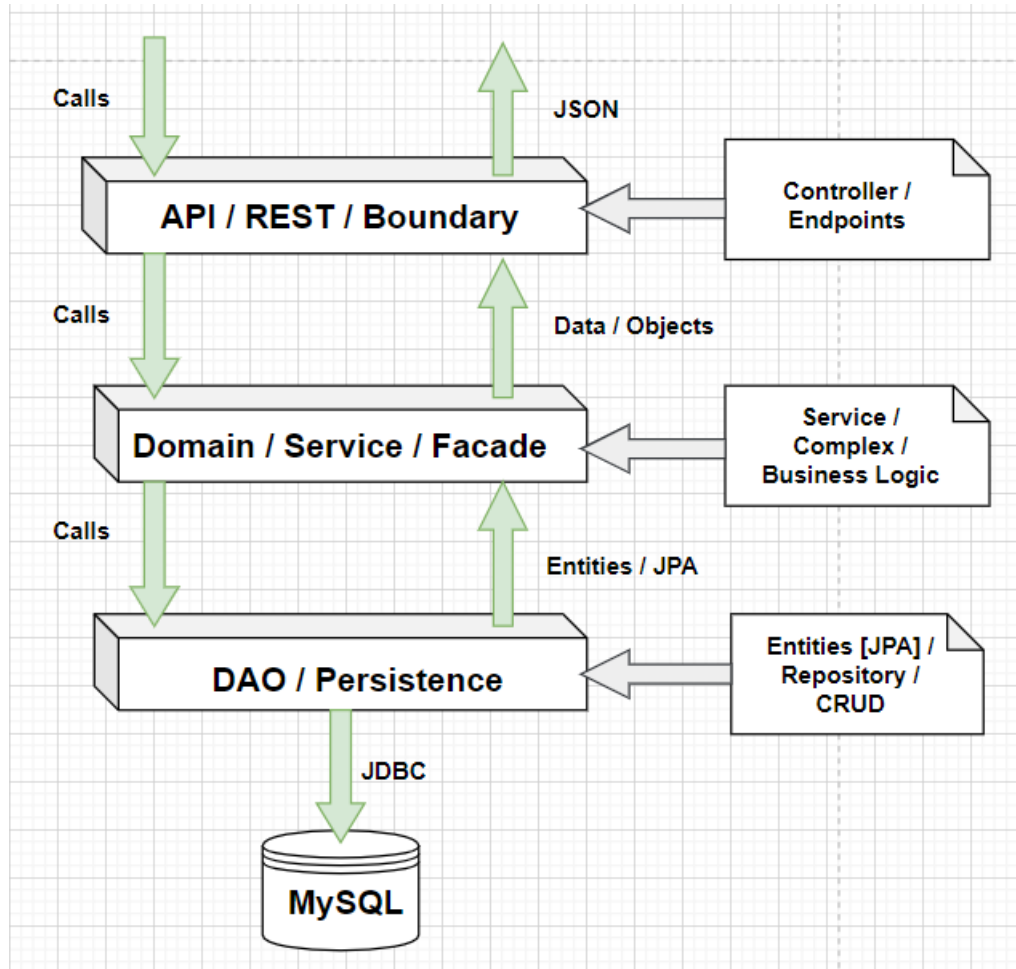 Calls
JSON
API / REST / Boundary
Controller /
Endpoints
Calls
Data / Objects
Domain / Service / Facade
Service /
Complex /
Business Logic
Calls
Entities / JPA
DAO / Persistence
Entities [JPA] /
Repository /
CRUD
JDBC
MySQL